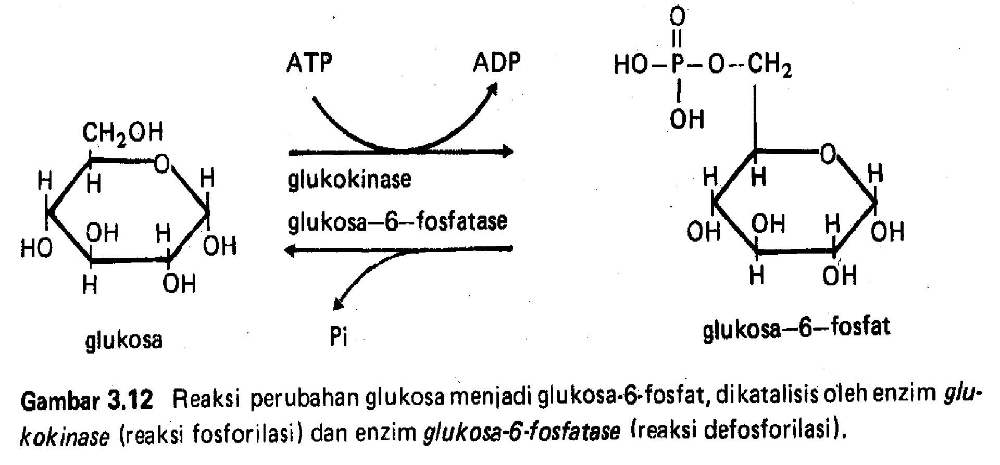 O
||
ATP ADP HO–P–O--CH₂
OH
CH₂OH
O O
H H H glukokinase H H H
OH H glukosa–6–fosfatase OH H
HO OH OH OH
H OH H OH
glukosa Pi glukosa–6–fosfat
Gambar 3.12 Reaksi perubahan glukosa menjadi glukosa-6-fosfat, dikatalisis oleh enzim glu-
kokinase (reaksi fosforilasi) dan enzim glukosa-6-fosfatase (reaksi defosforilasi).